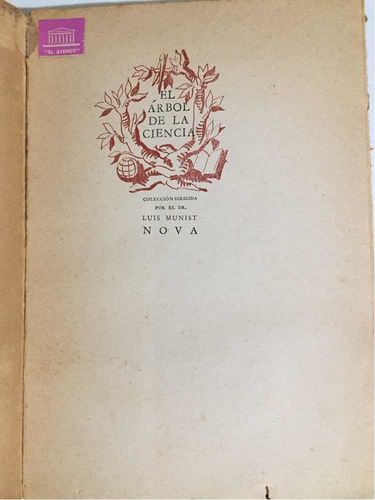 "EL ATENEO"
EL
ÁRBOL
DE LA
CIENCIA
COLECCIÓN DIRIGIDA
POR EL DR.
LUIS MUNIST
NOVA